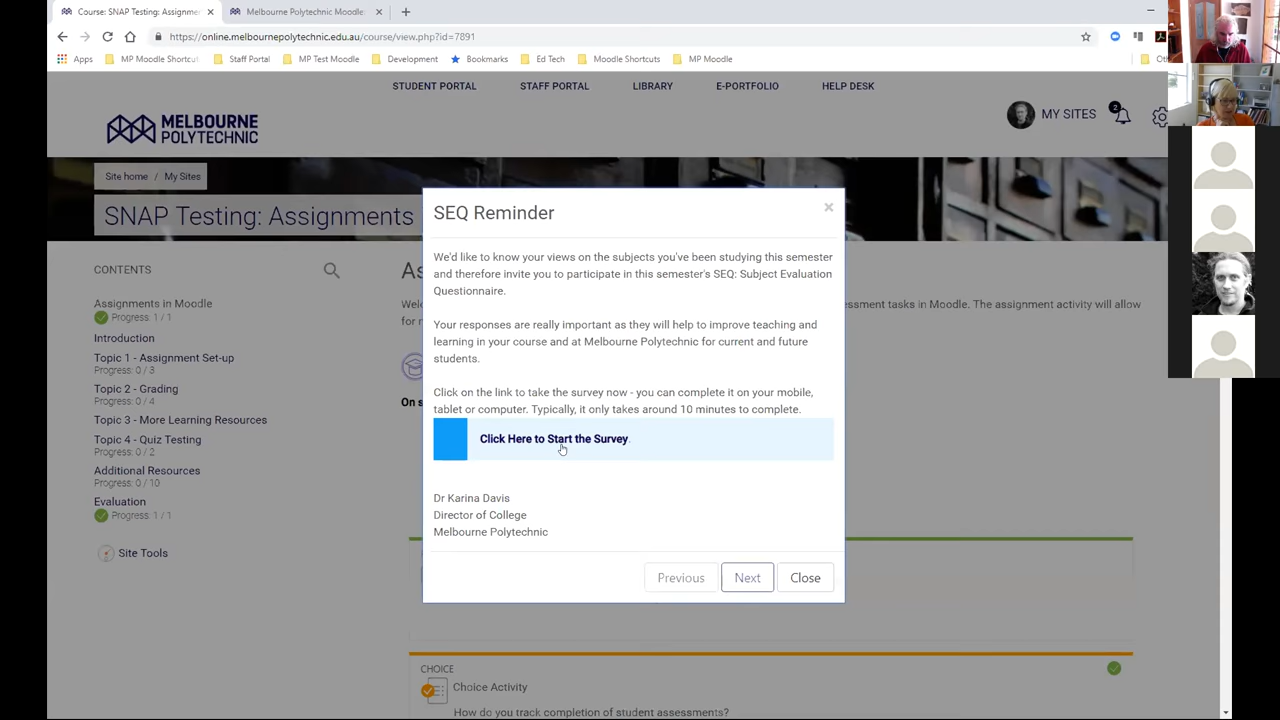 Course: SNAP Testing: Assignme
Melbourne Polytechnic Moodle
https://online.melbournepolytechnic.edu.au/course/view.php?id=7891
Apps
MP Moodle Shortcut
Staff Portal
MP Test Moodle
Development
Bookmarks
Ed Tech
Moodle Shortcuts
MP Moodle
STUDENT PORTAL
STAFF PORTAL
LIBRARY
E-PORTFOLIO
HELP DESK
MELBOURNE
POLYTECHNIC
MY SITES
2
Site home / My Sites
SNAP Testing: Assignments
CONTENTS
Assignments in Moodle
Progress: 1 / 1
Introduction
Topic 1 - Assignment Set-up
Progress: 0 / 3
Topic 2 - Grading
Progress: 0 / 4
Topic 3 - More Learning Resources
Topic 4 - Quiz Testing
Progress: 0 / 2
Additional Resources
Progress: 0 / 10
Evaluation
Progress: 1 / 1
Site Tools
SEQ Reminder
×
We'd like to know your views on the subjects you've been studying this semester
and therefore invite you to participate in this semester's SEQ: Subject Evaluation
Questionnaire.
Your responses are really important as they will help to improve teaching and
learning in your course and at Melbourne Polytechnic for current and future
students.
Click on the link to take the survey now - you can complete it on your mobile,
tablet or computer. Typically, it only takes around 10 minutes to complete.
Click Here to Start the Survey.
Dr Karina Davis
Director of College
Melbourne Polytechnic
Previous
Next
Close
essment tasks in Moodle. The assignment activity will allow
On s
CHOICE
Choice Activity
How do you track completion of student assessments?